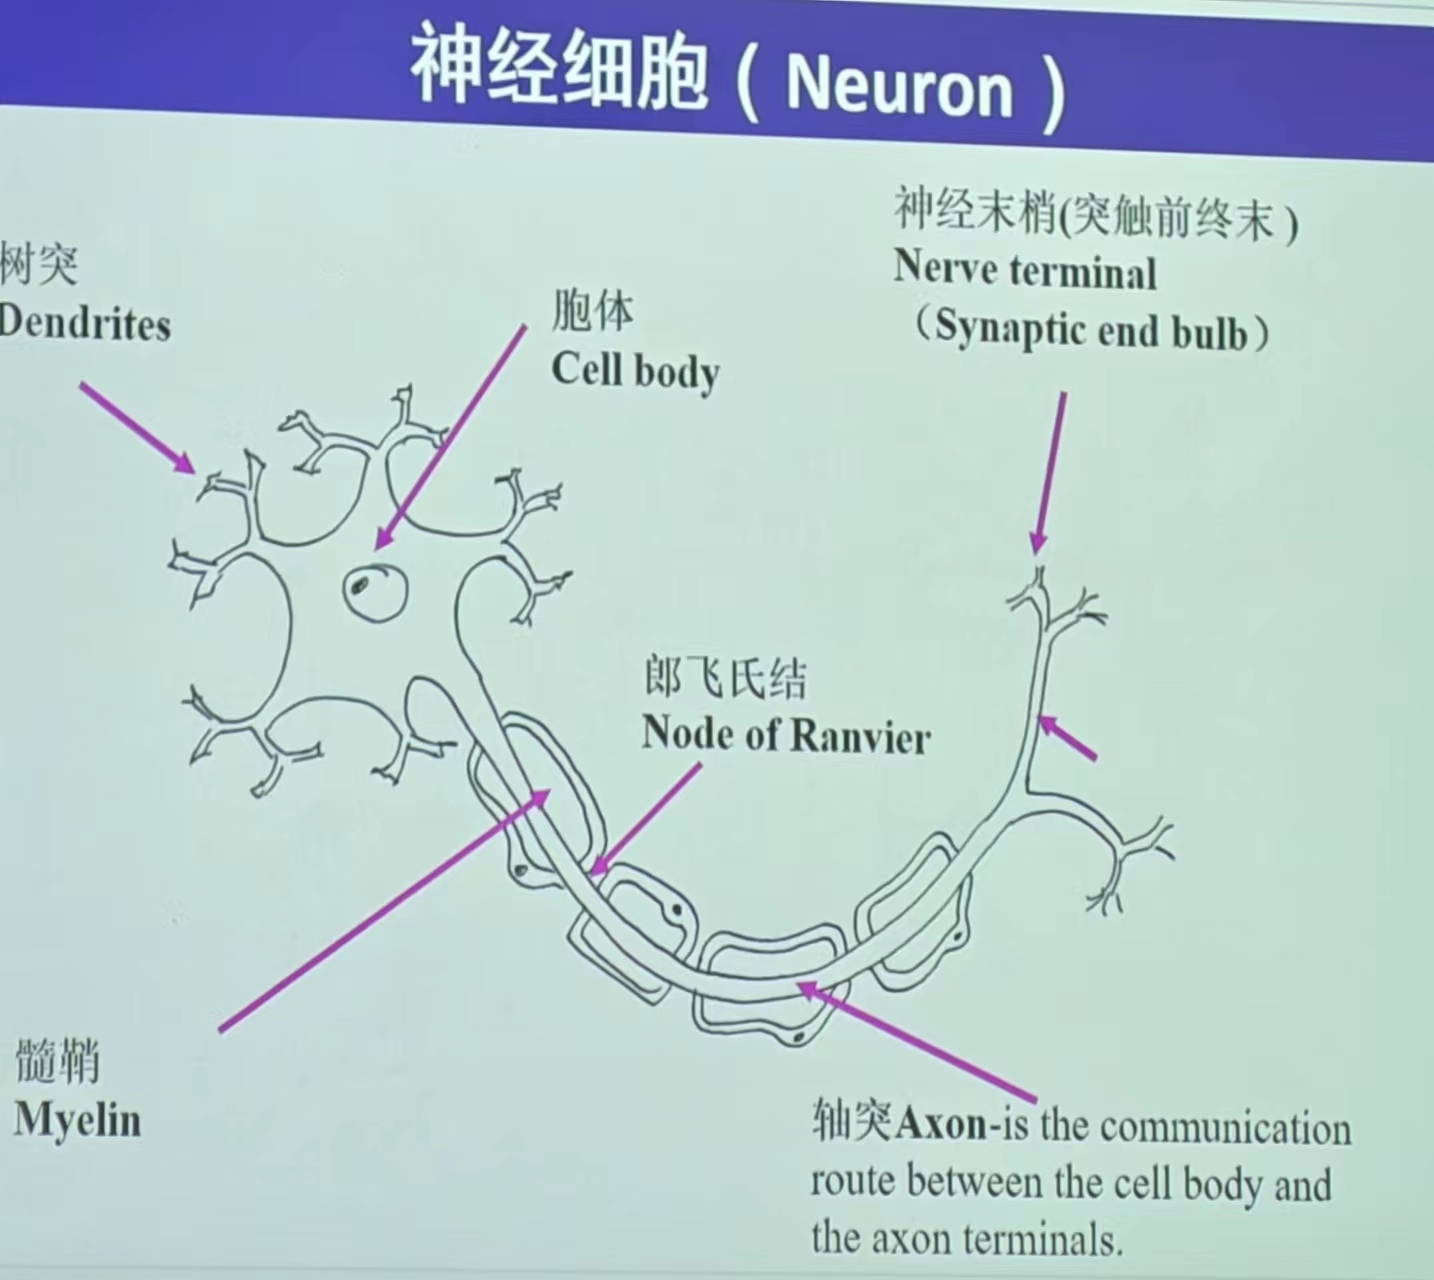 神经细胞（Neuron）
神经末梢(突触前终末)
Nerve terminal
（Synaptic end bulb）
树突
Dendrites
胞体
Cell body
郎飞氏结
Node of Ranvier
髓鞘
Myelin
轴突Axon-is the communication
route between the cell body and
the axon terminals.